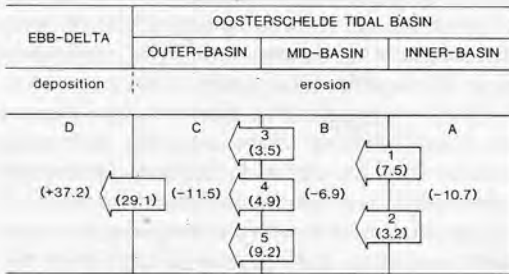 OOSTERSCHELDE TIDAL BASIN
EBB-DELTA
OUTER-BASIN MID-BASIN INNER-BASIN
deposition erosion
D C 3 B A
(3.5) 1
(7.5)
(+37.2) (29.1) (-11.5) 4 (-6.9) (-10.7)
(4.9)
2
(3.2)
5
(9.2)